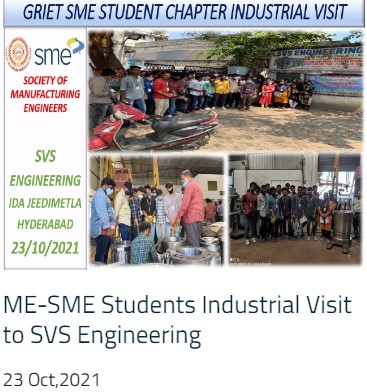 GRIET SME STUDENT CHAPTER INDUSTRIAL VISIT
sme
SOCIETY OF
MANUFACTURING
ENGINEERS
SVS
ENGINEERING
IDA JEEDIMETLA
HYDERABAD
23/10/2021
SVS ENGINEERING
ME-SME Students Industrial Visit
to SVS Engineering
23 Oct,2021